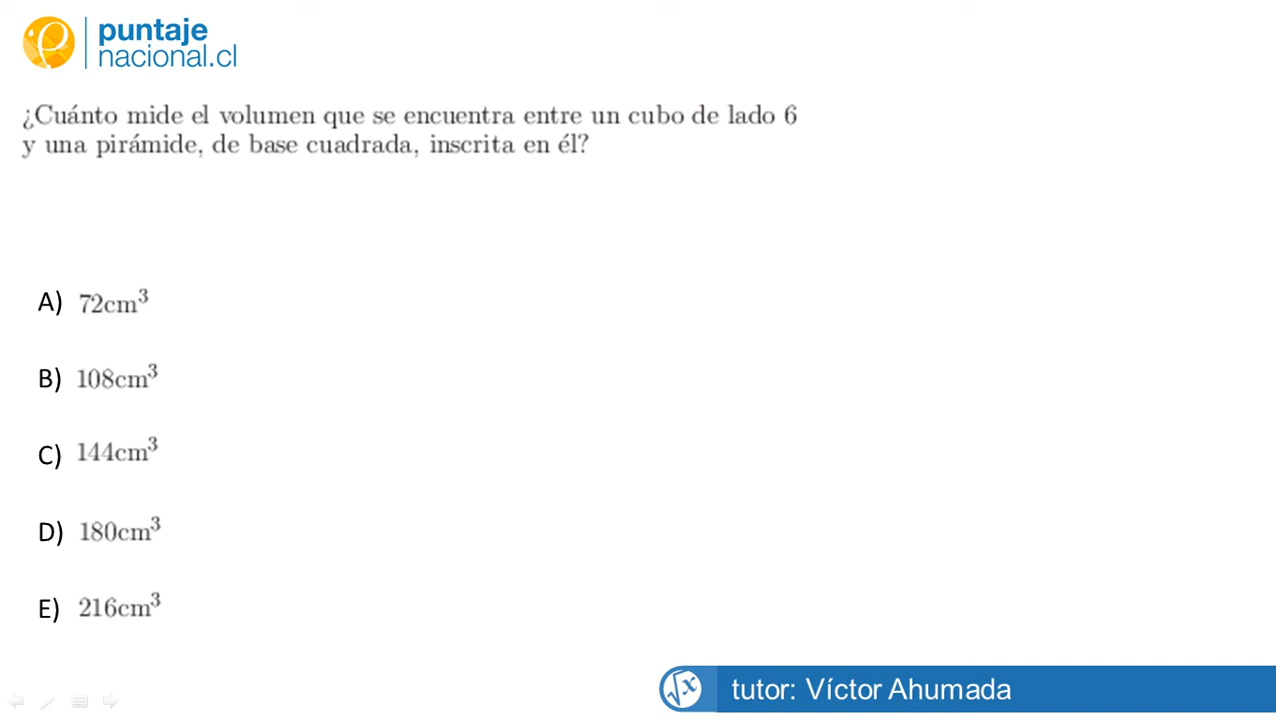 puntaje
nacional.cl
¿Cuánto mide el volumen que se encuentra entre un cubo de lado 6
y una pirámide, de base cuadrada, inscrita en él?
A) 72cm³
B) 108cm³
C) 144cm³
D) 180cm³
E) 216cm³
√x tutor: Víctor Ahumada